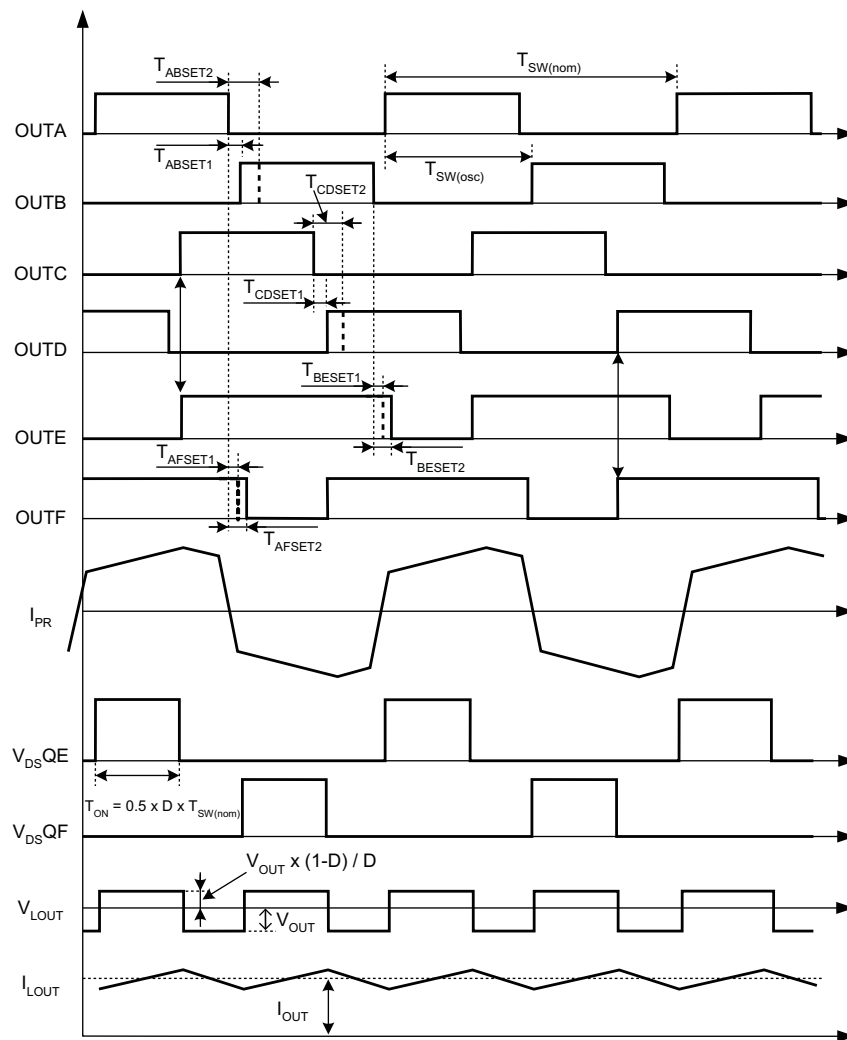 TABSET2
TSW(nom)
OUTA
TABSET1
TSW(osc)
TCDSET2
OUTB
OUTC
TCDSET1
OUTD
TBESET1
OUTE
TAFSET1
TBESET2
OUTF
TAFSET2
IPR
VDSQE
TON = 0.5 x D x TSW(nom)
VDSQF
VOUT x (1-D) / D
VLOUT
VOUT
ILOUT
IOUT